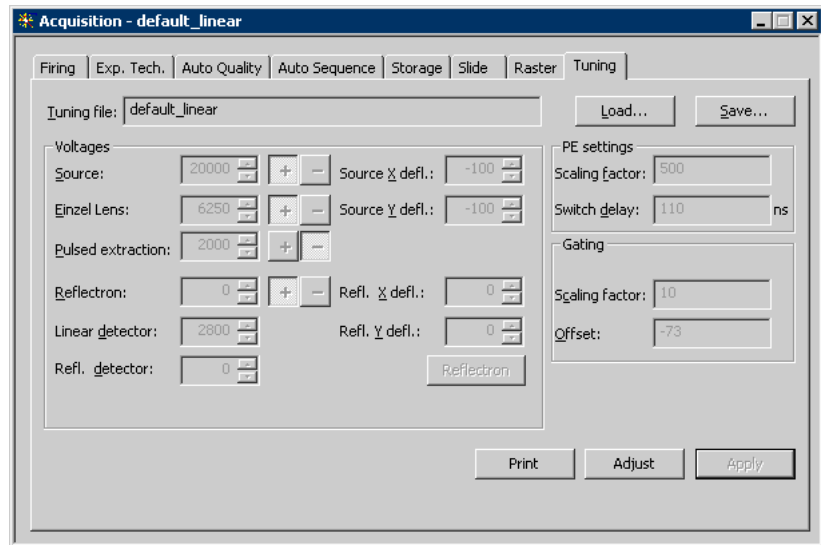 Acquisition - default_linear
Firing Exp. Tech. Auto Quality Auto Sequence Storage Slide Raster Tuning
Tuning file: default_linear Load... Save...
Voltages PE settings
Source: 20000 + - Source X defl.: -100 Scaling factor: 500
Einzel Lens: 6250 + - Source Y defl.: -100 Switch delay: 110 ns
Pulsed extraction: 2000 + - Gating
Reflectron: 0 + - Refl. X defl.: 0 Scaling factor: 10
Linear detector: 2800 Refl. Y defl.: 0 Offset: -73
Refl. detector: 0 Reflectron
Print Adjust Apply